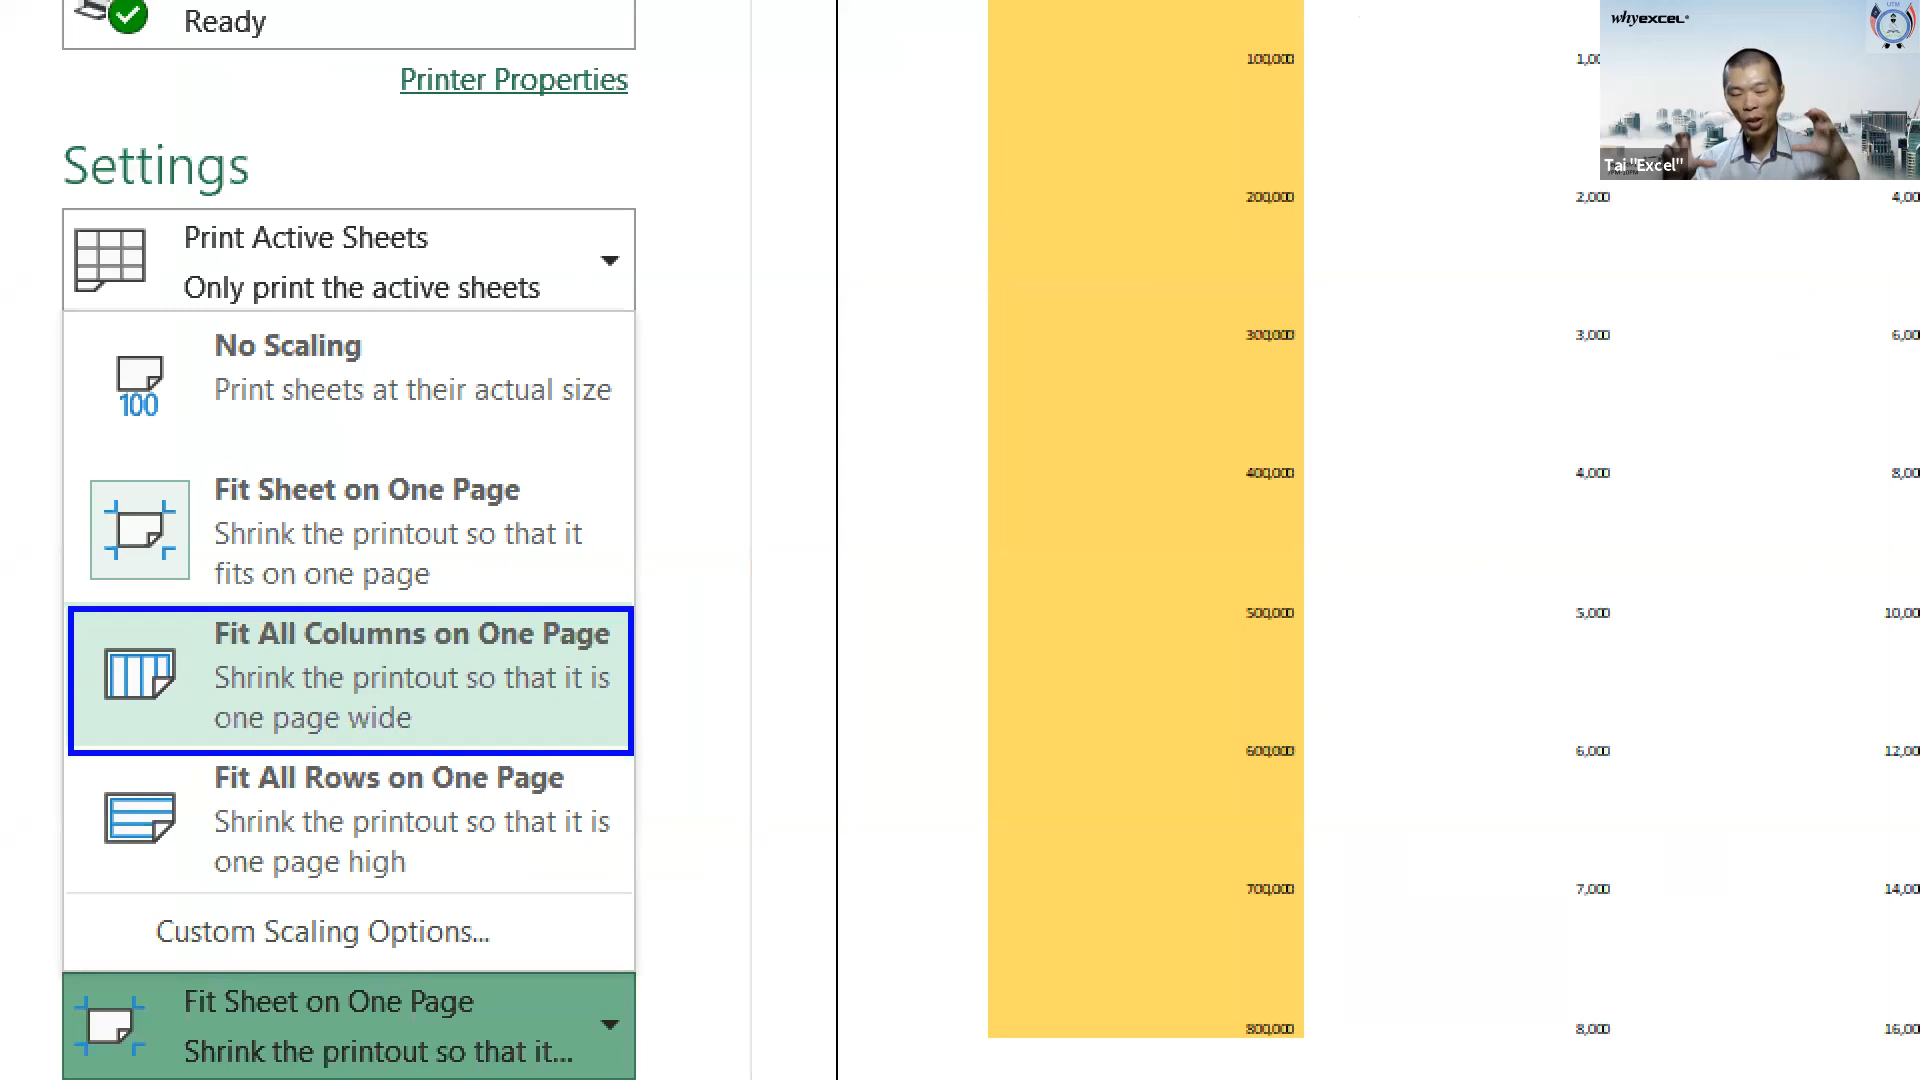 Ready
Printer Properties
Settings
Print Active Sheets
Only print the active sheets
No Scaling
Print sheets at their actual size
100
Fit Sheet on One Page
Shrink the printout so that it
fits on one page
Fit All Columns on One Page
Shrink the printout so that it is
one page wide
Fit All Rows on One Page
Shrink the printout so that it is
one page high
Custom Scaling Options...
Fit Sheet on One Page
Shrink the printout so that it...
100,000
200,000 2,000
300,000 3,000
400,000 4,000
500,000 5,000
600,000 6,000
700,000 7,000
800,000 8,000
whyEXCEL
UTM
Tai "Excel"